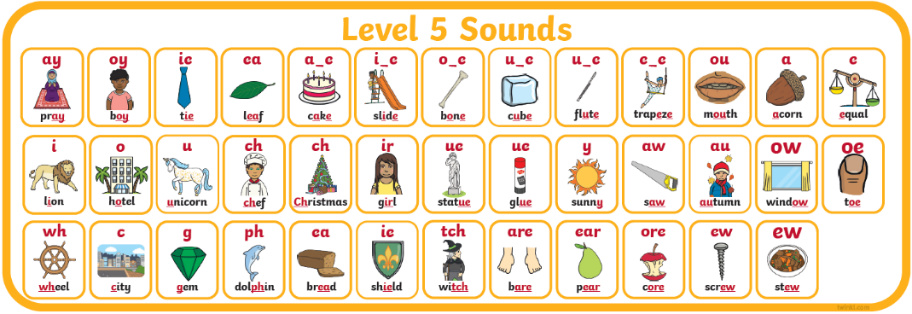 Level 5 Sounds
ay oy ie ea a_e i_e o_e u_e u_e e_e ou a e
pray boy tie leaf cake slide bone cube flute trapeze mouth acorn equal
i o u ch ch ir ue ue y aw au ow oe
lion hotel unicorn chef Christmas girl statue glue sunny saw autumn window toe
wh c g ph ea ie tch are ear ore ew ew
wheel city gem dolphin bread shield witch bare pear core screw stew
twinkl.com